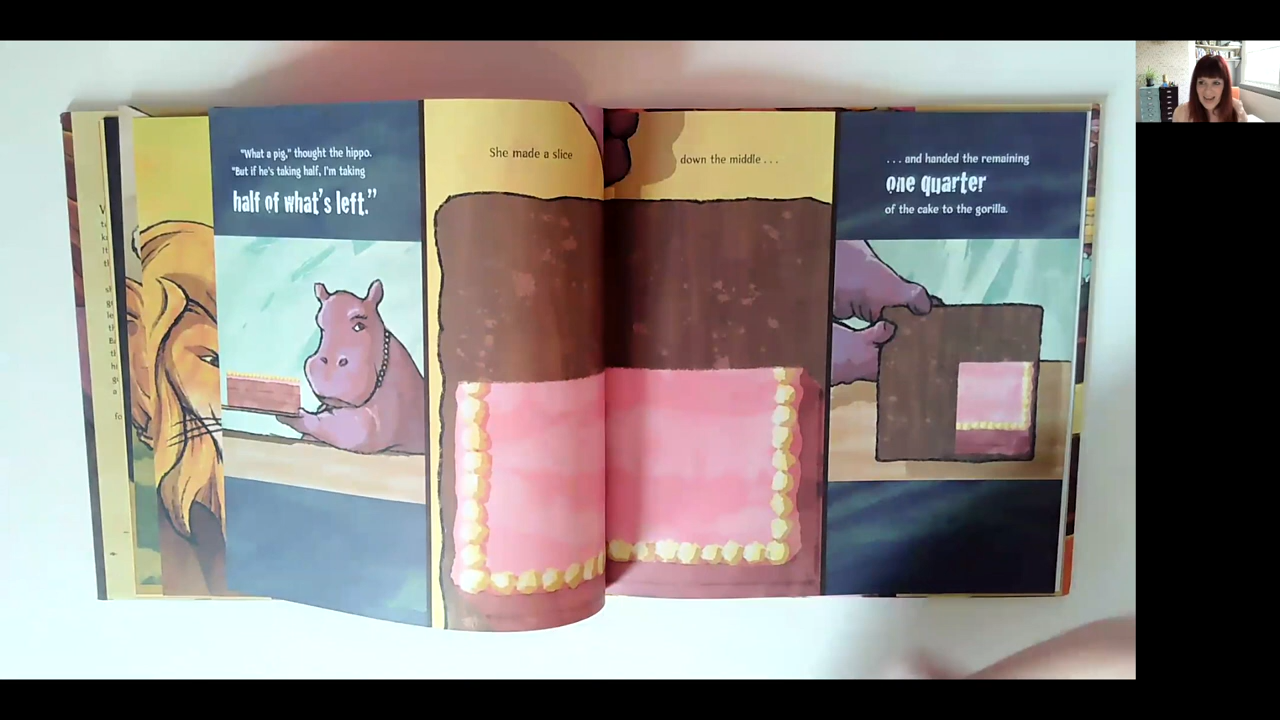 "What a pig," thought the hippo.
"But if he's taking half, I'm taking
half of what's left."
She made a slice
down the middle . . .
. . . and handed the remaining
one quarter
of the cake to the gorilla.